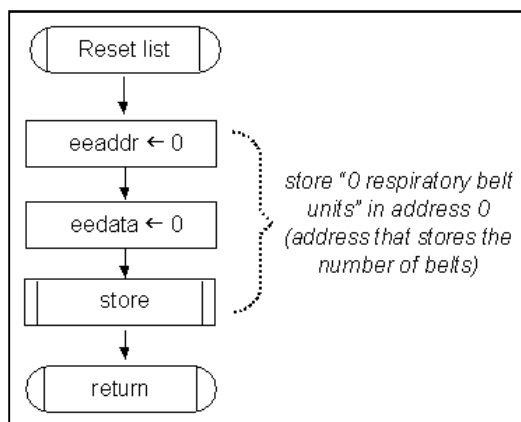 Reset list
eeaddr ← 0
eedata ← 0
store
return
store "0 respiratory belt
units" in address 0
(address that stores the
number of belts)